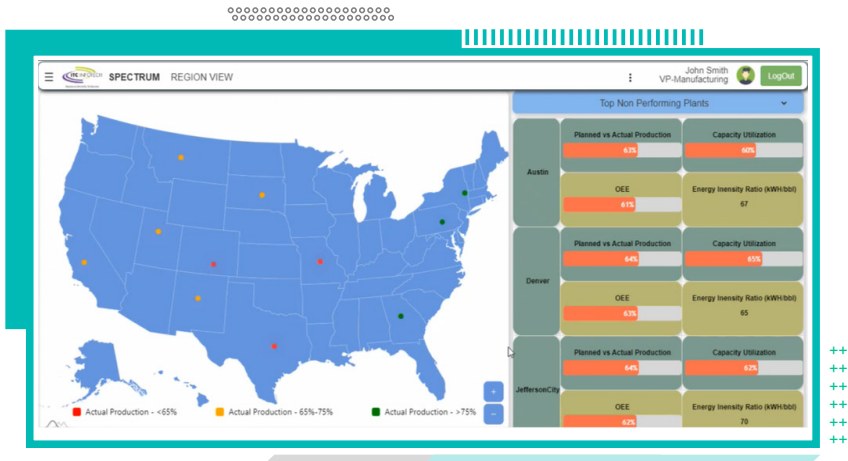 ITC INFOTECH
SPECTRUM REGION VIEW
John Smith
VP-Manufacturing
LogOut
Top Non Performing Plants
Austin
Planned vs Actual Production
63%
Capacity Utilization
60%
OEE
61%
Energy Inensity Ratio (kWH/bbl)
67
Denver
Planned vs Actual Production
64%
Capacity Utilization
65%
OEE
63%
Energy Inensity Ratio (kWH/bbl)
65
JeffersonCity
Planned vs Actual Production
64%
Capacity Utilization
62%
OEE
62%
Energy Inensity Ratio (kWH/bbl)
70
Actual Production - <65%
Actual Production - 65%-75%
Actual Production - >75%